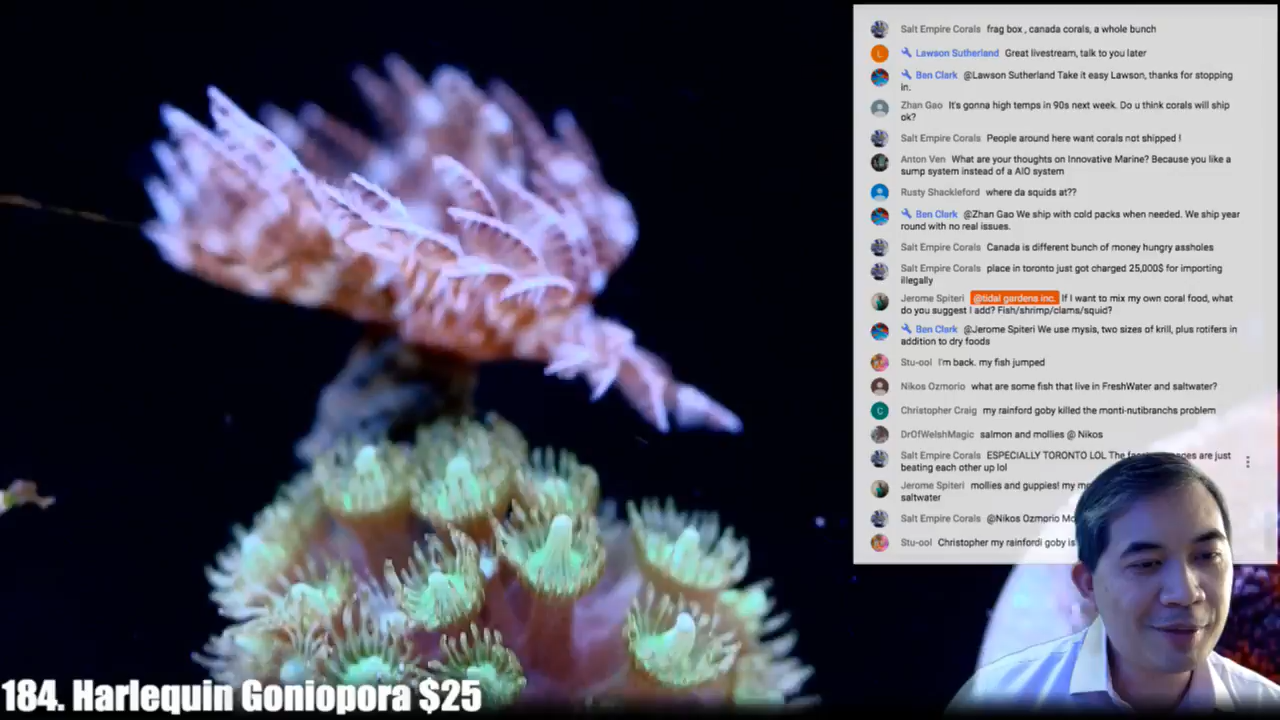 Salt Empire Corals frag box , canada corals, a whole bunch
L Lawson Sutherland Great livestream, talk to you later
Ben Clark @Lawson Sutherland Take it easy Lawson, thanks for stopping
in.
Zhan Gao It's gonna high temps in 90s next week. Do u think corals will ship
ok?
Salt Empire Corals People around here want corals not shipped !
Anton Ven What are your thoughts on Innovative Marine? Because you like a
sump system instead of a AIO system
Rusty Shackleford where da squids at??
Ben Clark @Zhan Gao We ship with cold packs when needed. We ship year
round with no real issues.
Salt Empire Corals Canada is different bunch of money hungry assholes
Salt Empire Corals place in toronto just got charged 25,000$ for importing
illegally
Jerome Spiteri @tidal gardens inc. If I want to mix my own coral food, what
do you suggest I add? Fish/shrimp/clams/squid?
Ben Clark @Jerome Spiteri We use mysis, two sizes of krill, plus rotifers in
addition to dry foods
Stu-ool I'm back. my fish jumped
Nikos Ozmorio what are some fish that live in FreshWater and saltwater?
C Christopher Craig my rainford goby killed the monti-nutibranchs problem
DrOfWelshMagic salmon and mollies @ Nikos
Salt Empire Corals ESPECIALLY TORONTO LOL The are just
beating each other up lol
Jerome Spiteri mollies and guppies! my
saltwater
Salt Empire Corals @Nikos Ozmorio
Stu-ool Christopher my rainfordi goby is
184. Harlequin Goniopora $25